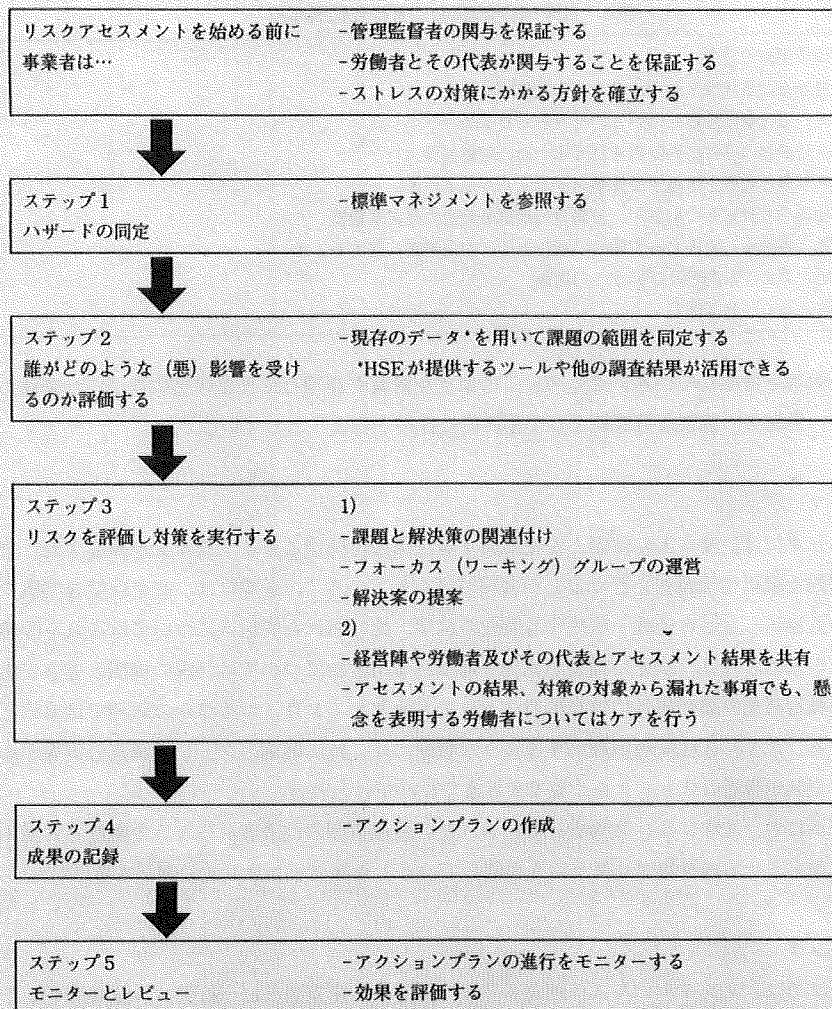 リスクアセスメントを始める前に
事業者は…
-管理監督者の関与を保証する
-労働者とその代表が関与することを保証する
-ストレスの対策にかかる方針を確立する
ステップ1
ハザードの同定
-標準マネジメントを参照する
ステップ2
誰がどのような（悪）影響を受け
るのか評価する
-現存のデータ*を用いて課題の範囲を同定する
*HSEが提供するツールや他の調査結果が活用できる
ステップ3
リスクを評価し対策を実行する
1)
-課題と解決策の関連付け
-フォーカス（ワーキング）グループの運営
-解決案の提案
2)
-経営陣や労働者及びその代表とアセスメント結果を共有
-アセスメントの結果、対策の対象から漏れた事項でも、懸
念を表明する労働者についてはケアを行う
ステップ4
成果の記録
-アクションプランの作成
ステップ5
モニターとレビュー
-アクションプランの進行をモニターする
-効果を評価する